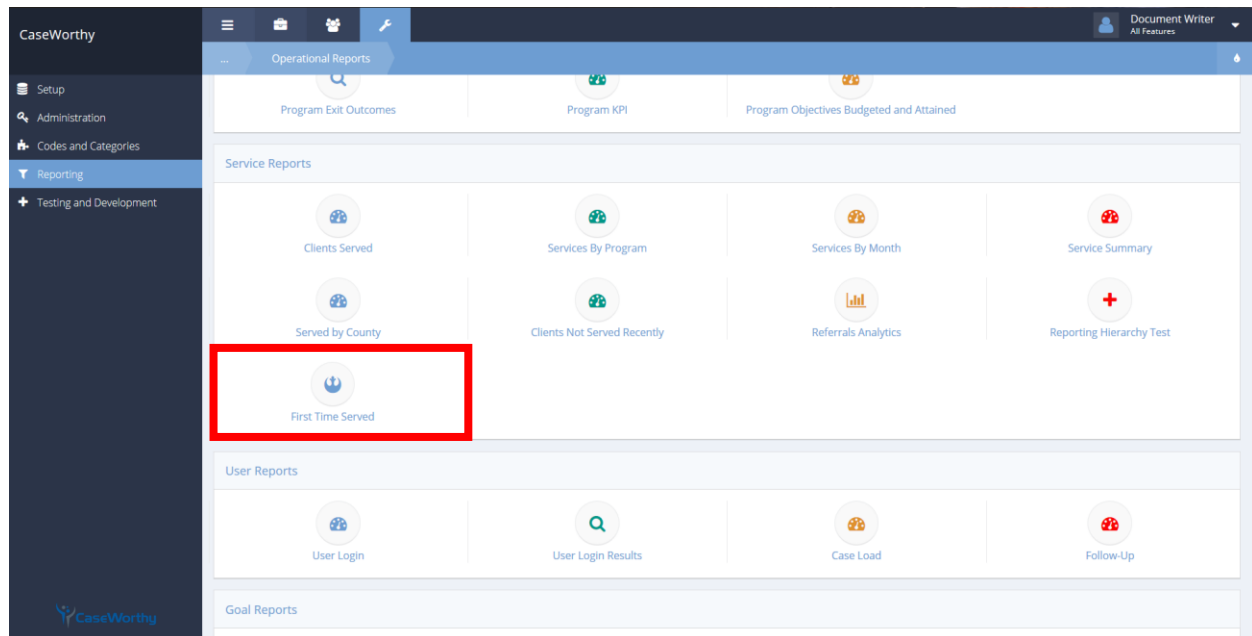 CaseWorthy
Document Writer
All Features
...
Operational Reports
Setup
Administration
Codes and Categories
Reporting
Testing and Development
Program Exit Outcomes
Program KPI
Program Objectives Budgeted and Attained
Service Reports
Clients Served
Services By Program
Services By Month
Service Summary
Served by County
Clients Not Served Recently
Referrals Analytics
Reporting Hierarchy Test
First Time Served
User Reports
User Login
User Login Results
Case Load
Follow-Up
Goal Reports
CaseWorthy